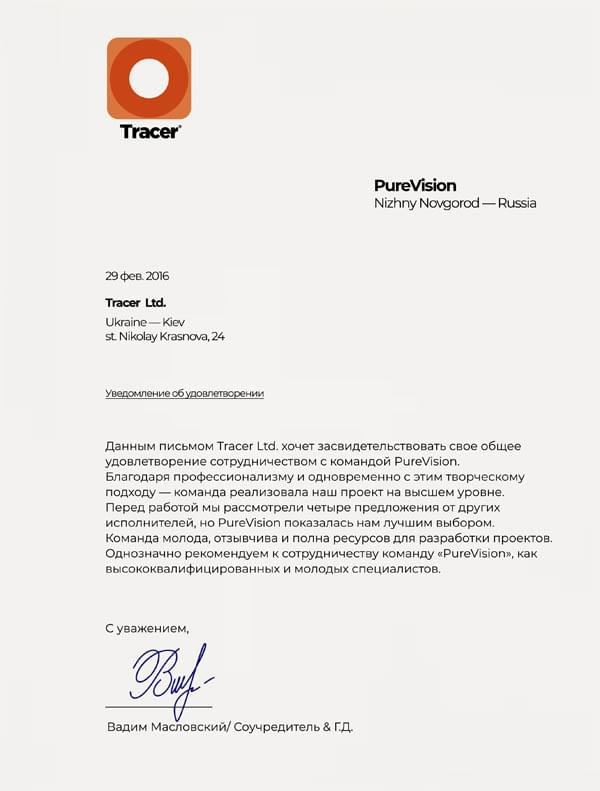 Tracer
PureVision
Nizhny Novgorod — Russia
29 фев. 2016
Tracer Ltd.
Ukraine — Kiev
st. Nikolay Krasnova, 24
Уведомление об удовлетворении
Данным письмом Tracer Ltd. хочет засвидетельствовать свое общее
удовлетворение сотрудничеством с командой PureVision.
Благодаря профессионализму и одновременно с этим творческому
подходу — команда реализовала наш проект на высшем уровне.
Перед работой мы рассмотрели четыре предложения от других
исполнителей, но PureVision показалась нам лучшим выбором.
Команда молода, отзывчива и полна ресурсов для разработки проектов.
Однозначно рекомендуем к сотрудничеству команду «PureVision», как
высококвалифицированных и молодых специалистов.
С уважением,
Вадим Масловский/ Соучредитель & Г.Д.